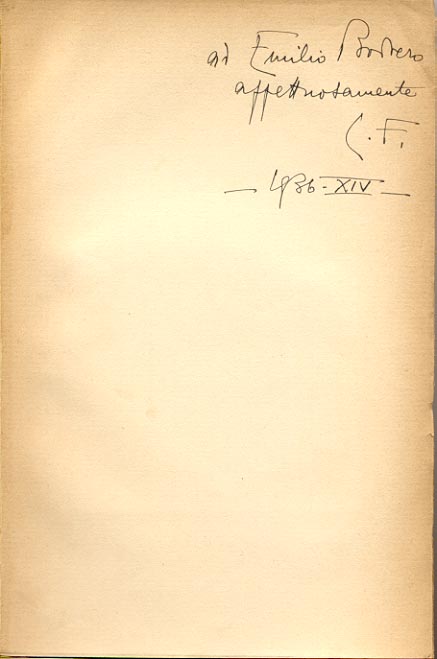 ad Emilio Bodrero
affettuosamente
C. F.
— 1936 - XIV —